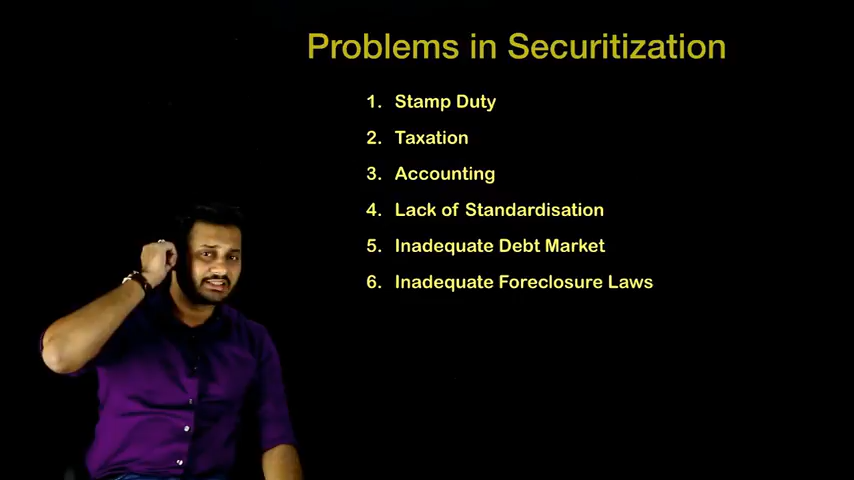 Problems in Securitization
1. Stamp Duty
2. Taxation
3. Accounting
4. Lack of Standardisation
5. Inadequate Debt Market
6. Inadequate Foreclosure Laws